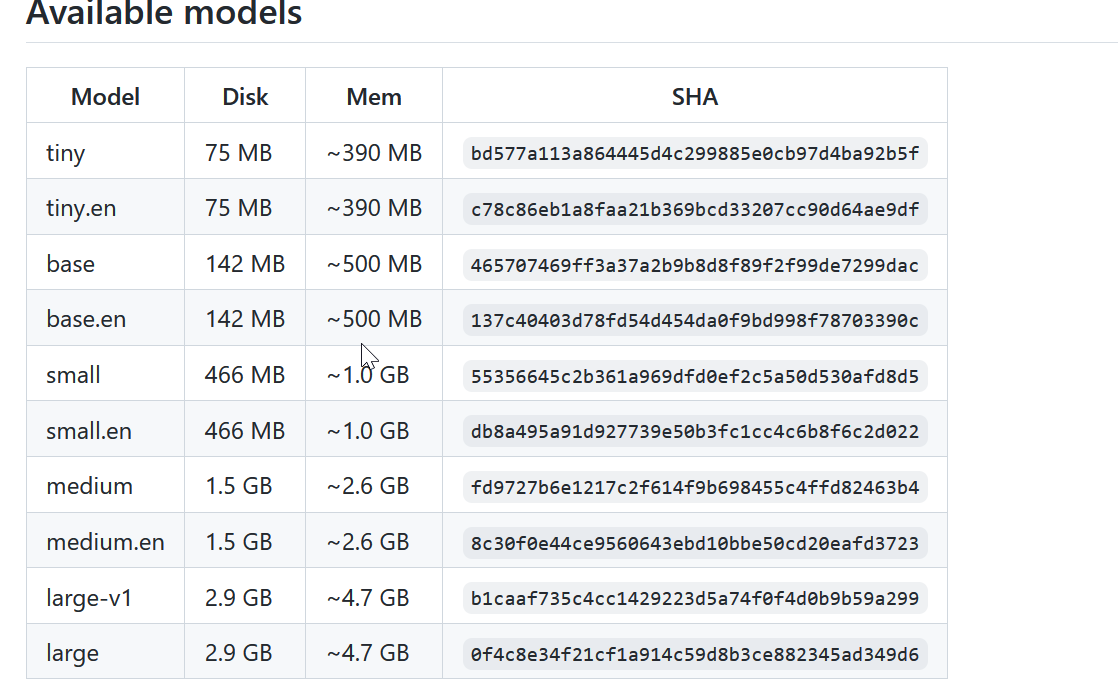 Available models
Model Disk Mem SHA
tiny 75 MB ~390 MB bd577a113a864445d4c299885e0cb97d4ba92b5f
tiny.en 75 MB ~390 MB c78c86eb1a8faa21b369bcd33207cc90d64ae9df
base 142 MB ~500 MB 465707469ff3a37a2b9b8d8f89f2f99de7299dac
base.en 142 MB ~500 MB 137c40403d78fd54d454da0f9bd998f78703390c
small 466 MB ~1.0 GB 55356645c2b361a969dfd0ef2c5a50d530afd8d5
small.en 466 MB ~1.0 GB db8a495a91d927739e50b3fc1cc4c6b8f6c2d022
medium 1.5 GB ~2.6 GB fd9727b6e1217c2f614f9b698455c4ffd82463b4
medium.en 1.5 GB ~2.6 GB 8c30f0e44ce9560643ebd10bbe50cd20eafd3723
large-v1 2.9 GB ~4.7 GB b1caaf735c4cc1429223d5a74f0f4d0b9b59a299
large 2.9 GB ~4.7 GB 0f4c8e34f21cf1a914c59d8b3ce882345ad349d6